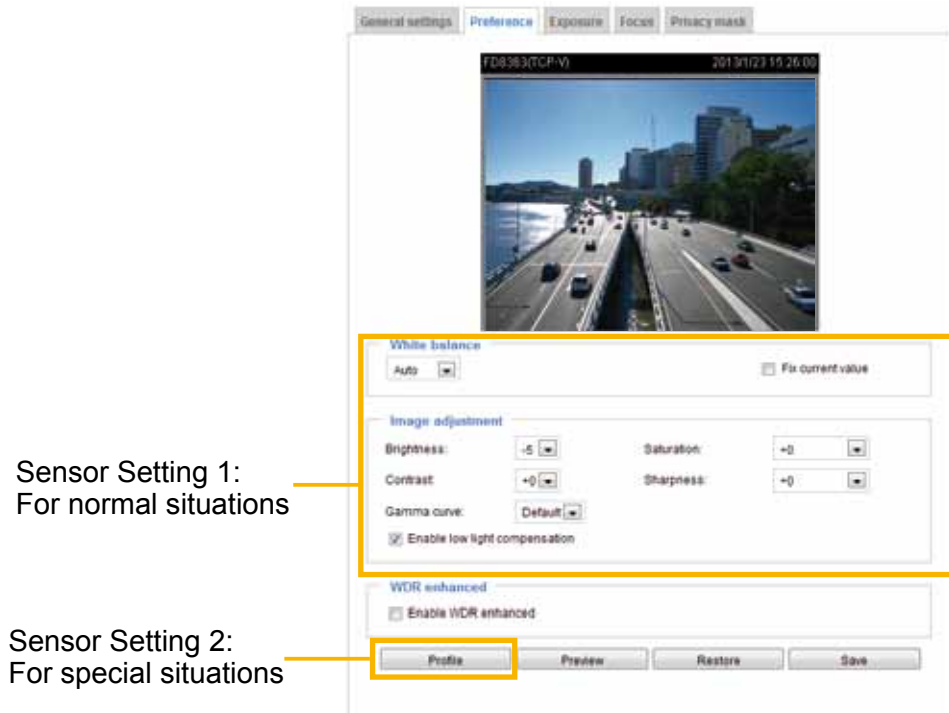 General settings Preference Exposure Focus Privacy mask
FD8363(TCP-V) 2013/1/23 15:26:00
White balance
Auto Fix current value
Image adjustment
Brightness: -5 Saturation: +0
Contrast: +0 Sharpness: +0
Gamma curve: Default
Enable low light compensation
Sensor Setting 1:
For normal situations
WDR enhanced
Enable WDR enhanced
Sensor Setting 2:
For special situations
Profile Preview Restore Save